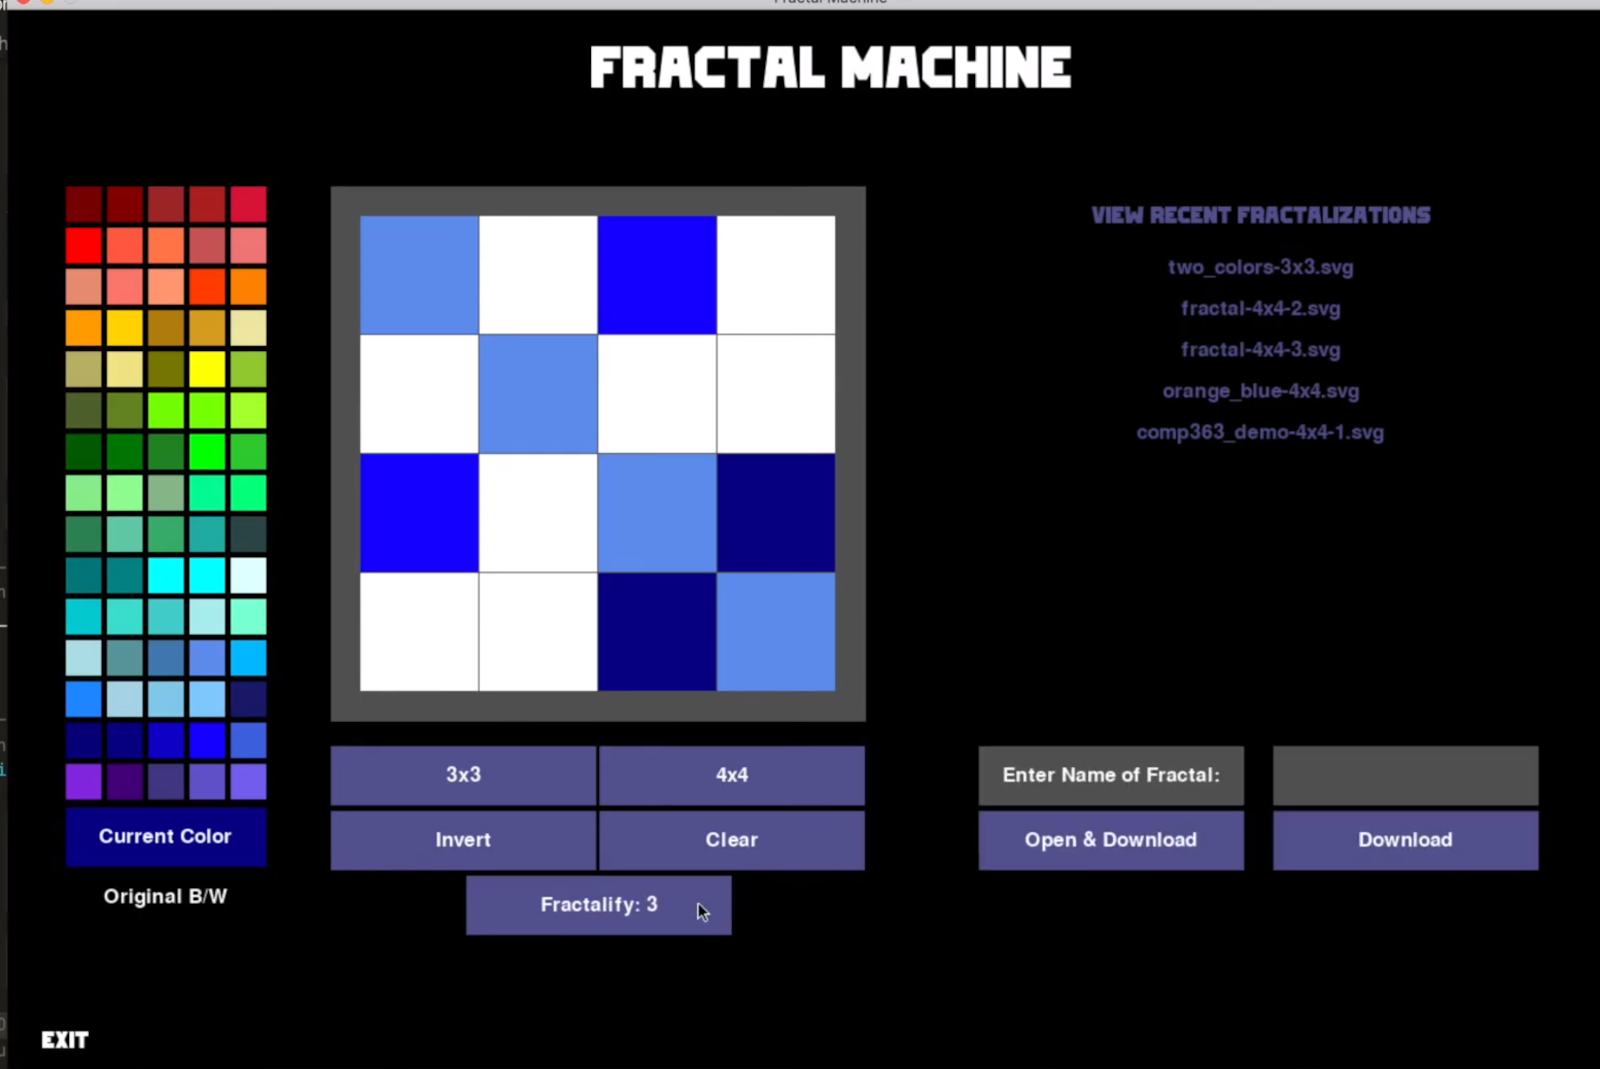 Fractal Machine
FRACTAL MACHINE
VIEW RECENT FRACTALIZATIONS
two_colors-3x3.svg
fractal-4x4-2.svg
fractal-4x4-3.svg
orange_blue-4x4.svg
comp363_demo-4x4-1.svg
3x3
4x4
Enter Name of Fractal:
Current Color
Invert
Clear
Open & Download
Download
Original B/W
Fractalify: 3
EXIT